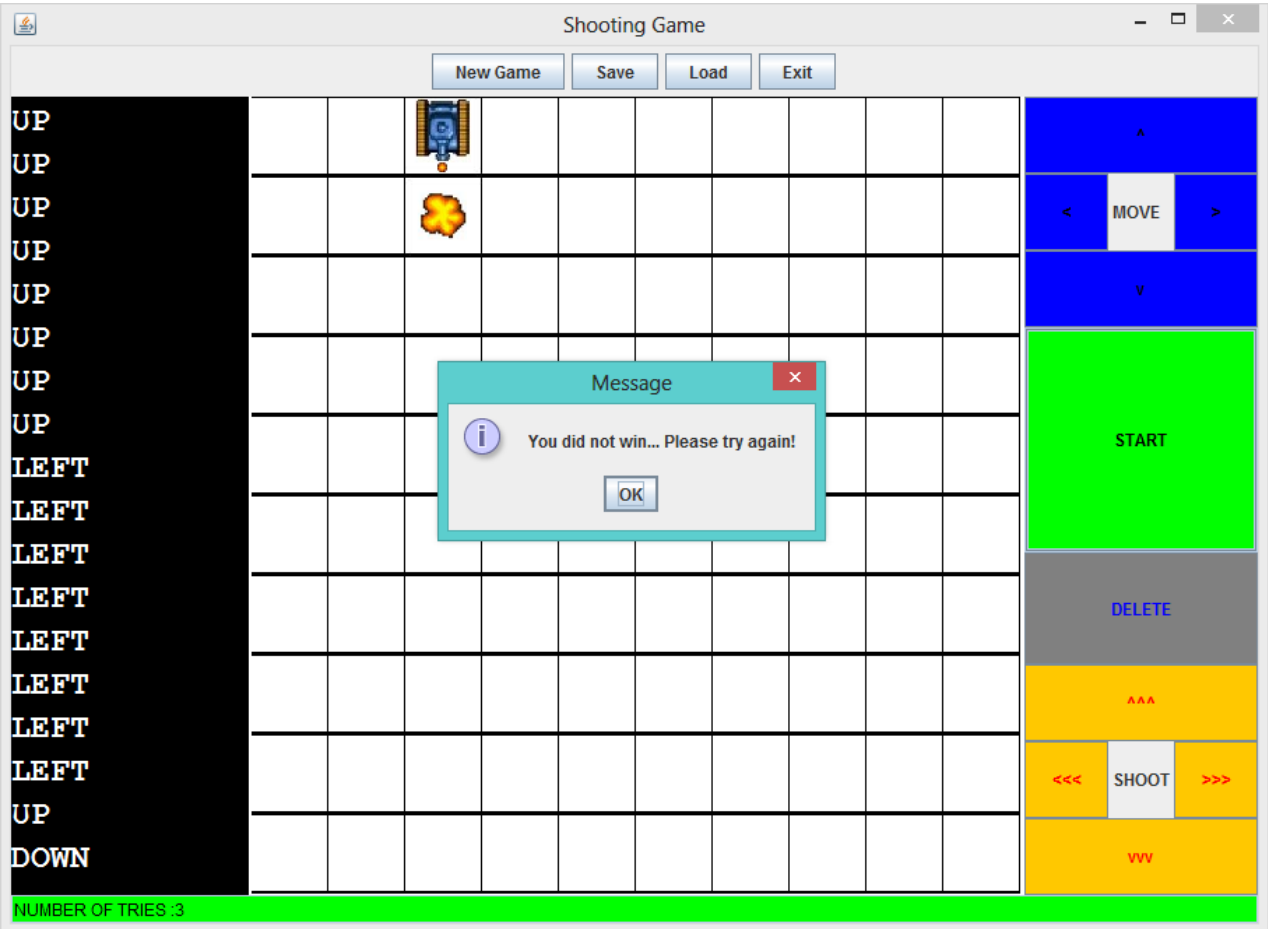 Shooting Game
New Game Save Load Exit
UP
UP
UP
UP
UP
UP
UP
UP
LEFT
LEFT
LEFT
LEFT
LEFT
LEFT
LEFT
LEFT
UP
DOWN
Message
You did not win... Please try again!
OK
^
< MOVE >
v
START
DELETE
^^^
<<< SHOOT >>>
vvv
NUMBER OF TRIES :3